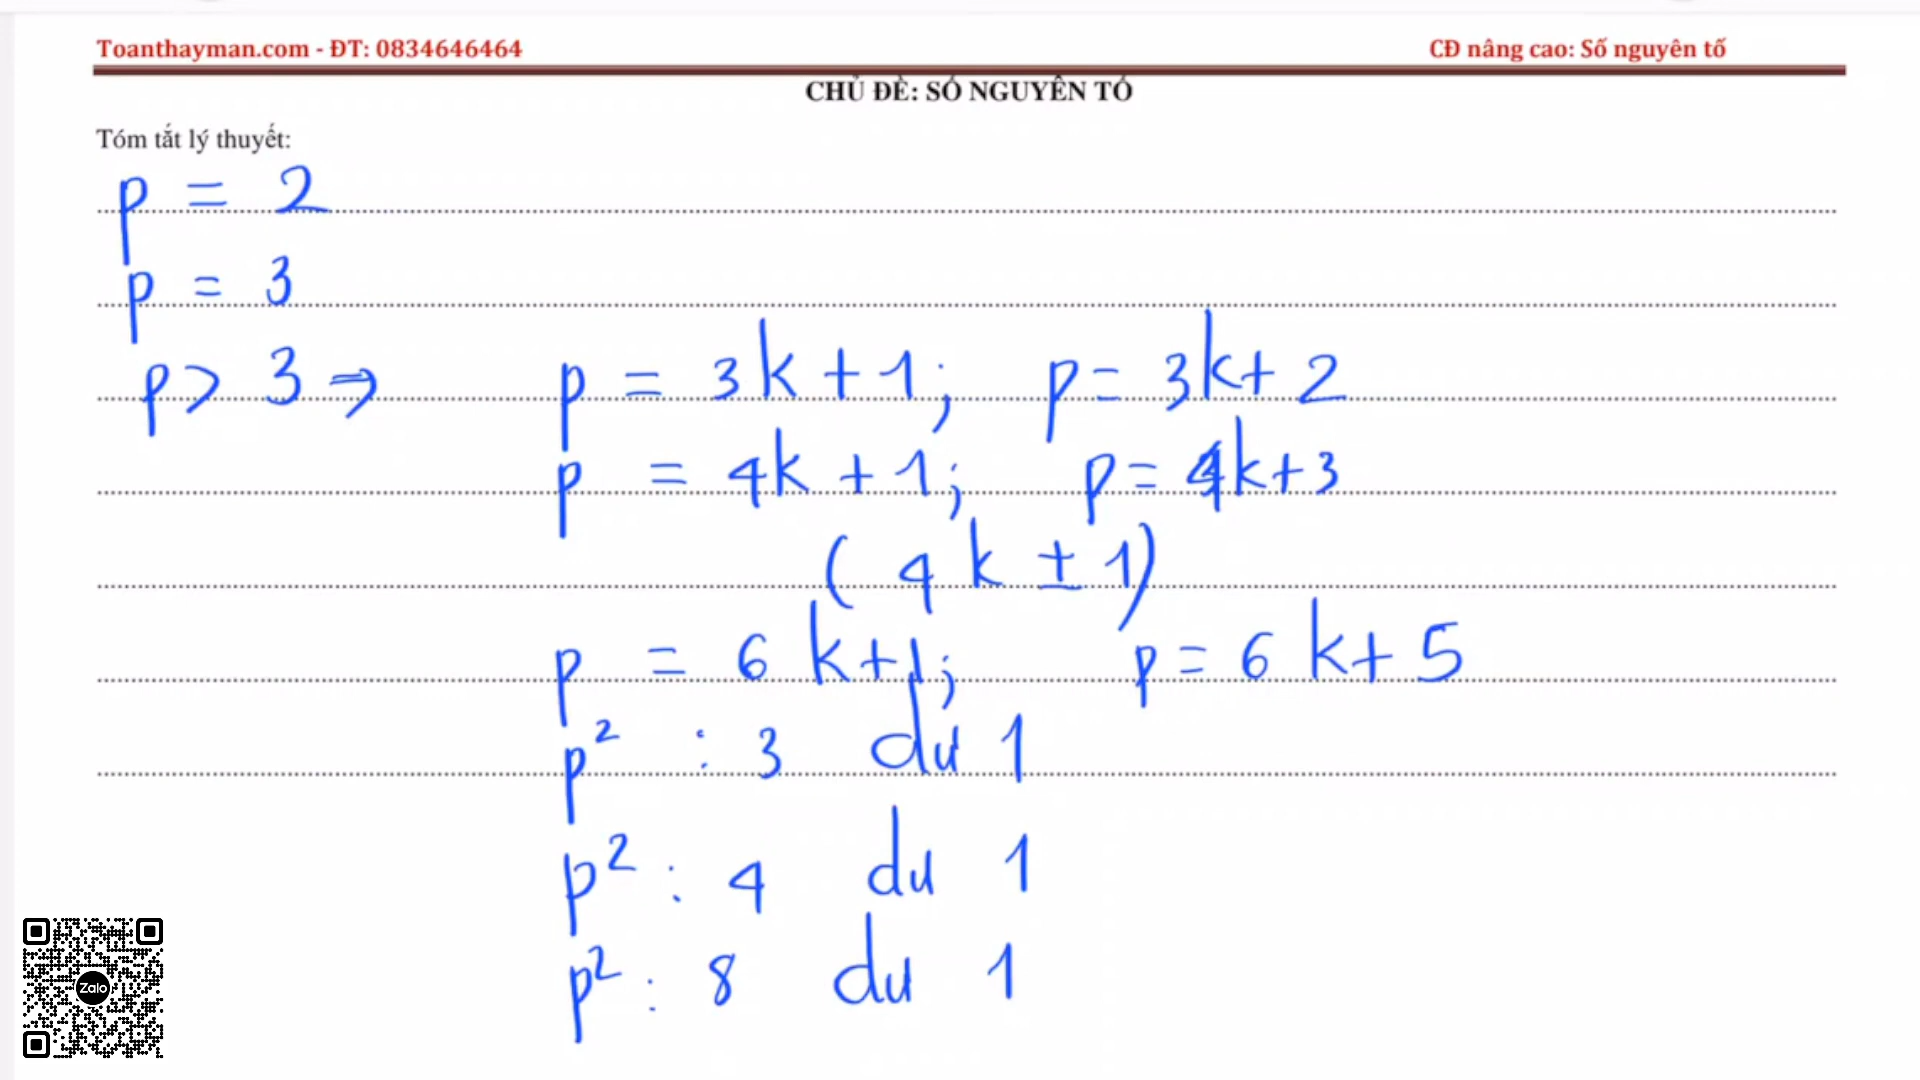 Toanthayman.com - ĐT: 0834646464 CĐ nâng cao: Số nguyên tố
CHỦ ĐỀ: SỐ NGUYÊN TỐ
Tóm tắt lý thuyết:
p = 2
p = 3
p > 3 ⇒ p = 3k + 1; p = 3k + 2
p = 4k + 1; p = 4k + 3
(4k ± 1)
p = 6k + 1; p = 6k + 5
p² : 3 dư 1
p² : 4 dư 1
p² : 8 dư 1
Zalo